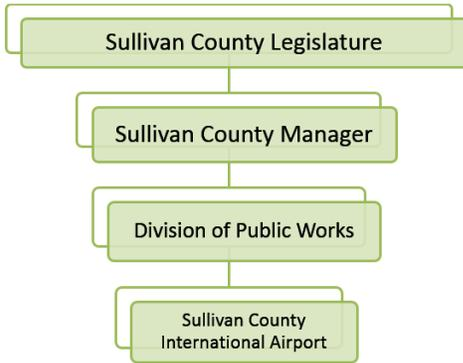 Sullivan County Legislature
Sullivan County Manager
Division of Public Works
Sullivan County
International Airport